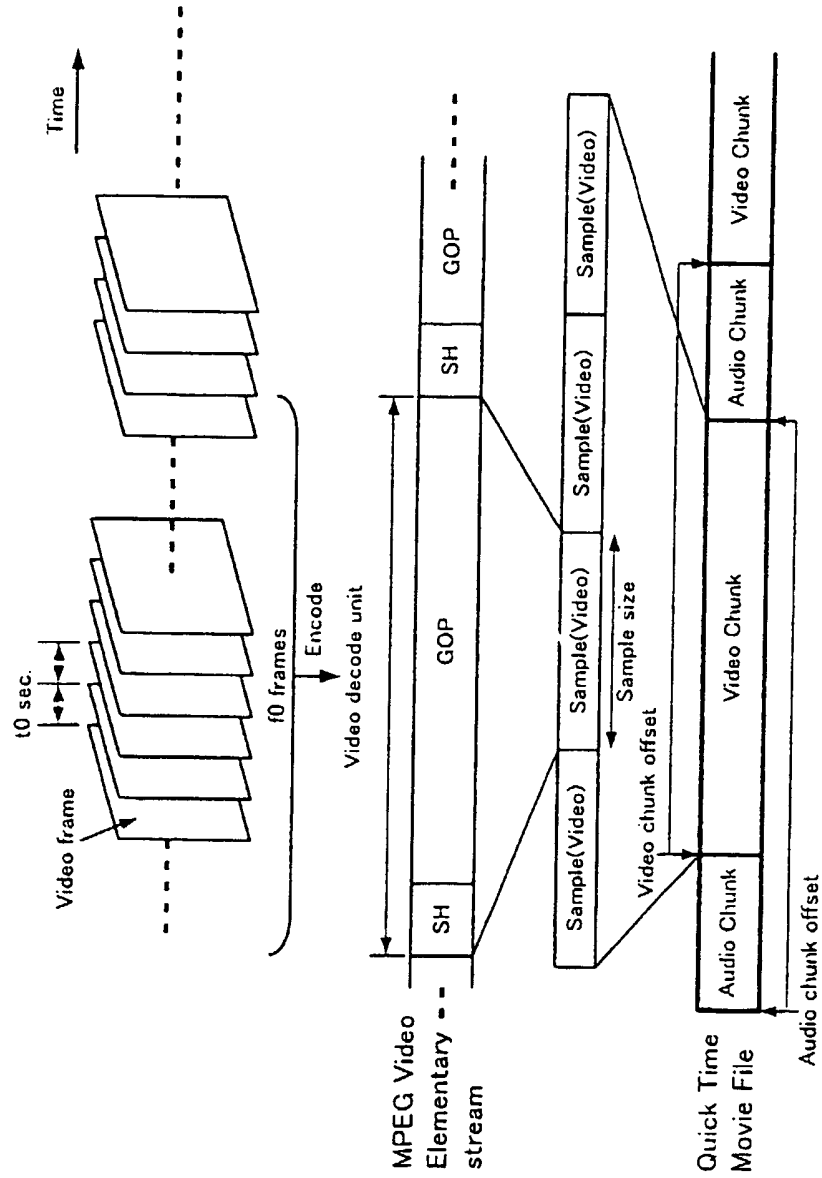 Time
t0 sec.
Video frame
f0 frames
Encode
Video decode unit
MPEG Video
Elementary
stream
SH
GOP
SH
GOP
Sample(Video)
Sample(Video)
Sample(Video)
Sample(Video)
Sample size
Video chunk offset
Quick Time
Movie File
Audio Chunk
Video Chunk
Audio Chunk
Video Chunk
Audio chunk offset